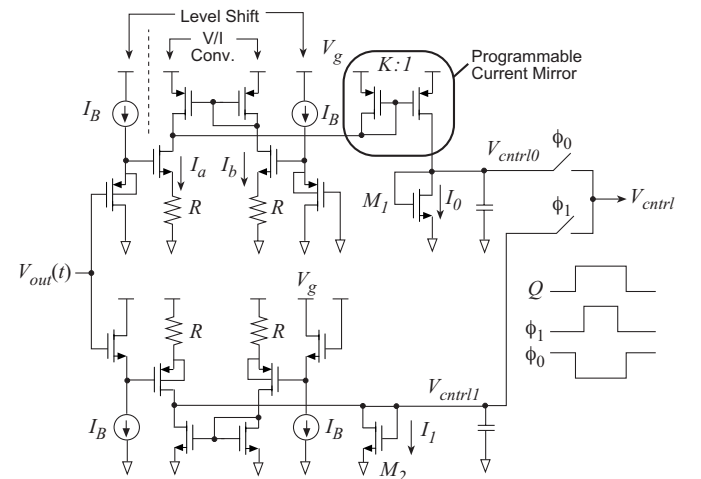 Level Shift
V/I
Conv.
V_g
K:1
Programmable
Current Mirror
I_B
I_B
I_a
I_b
R
R
M_1
I_0
V_cntrl0
ϕ_0
V_cntrl
ϕ_1
V_out(t)
V_g
R
R
Q
ϕ_1
ϕ_0
V_cntrl1
I_B
I_B
I_1
M_2